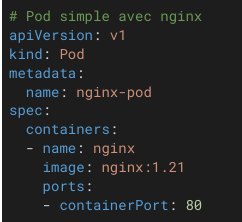 # Pod simple avec nginx
apiVersion: v1
kind: Pod
metadata:
  name: nginx-pod
spec:
  containers:
  - name: nginx
    image: nginx:1.21
    ports:
    - containerPort: 80